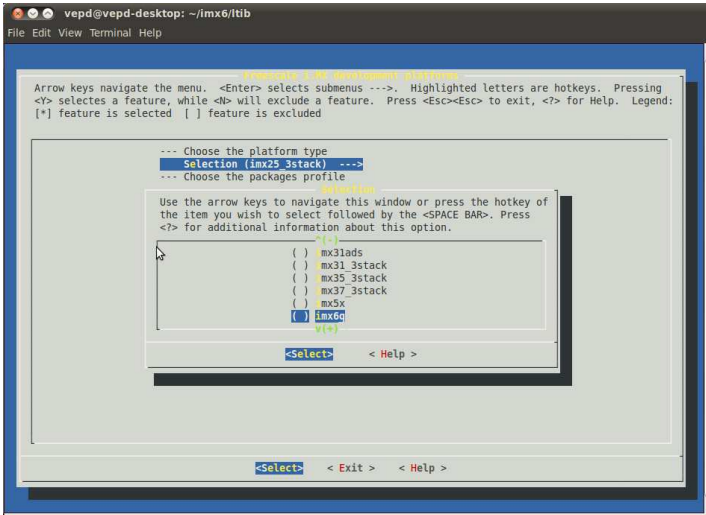 vepd@vepd-desktop: ~/imx6/ltib
File Edit View Terminal Help
Freescale i.MX development platforms
Arrow keys navigate the menu. <Enter> selects submenus --->. Highlighted letters are hotkeys. Pressing
<Y> selectes a feature, while <N> will exclude a feature. Press <Esc><Esc> to exit, <?> for Help. Legend:
[*] feature is selected [ ] feature is excluded
--- Choose the platform type
Selection (imx25_3stack) --->
--- Choose the packages profile
Selection
Use the arrow keys to navigate this window or press the hotkey of
the item you wish to select followed by the <SPACE BAR>. Press
<?> for additional information about this option.
^(-)
( ) imx31ads
( ) imx31_3stack
( ) imx35_3stack
( ) imx37_3stack
( ) imx5x
( ) imx6q
v(+)
<Select> < Help >
<Select> < Exit > < Help >